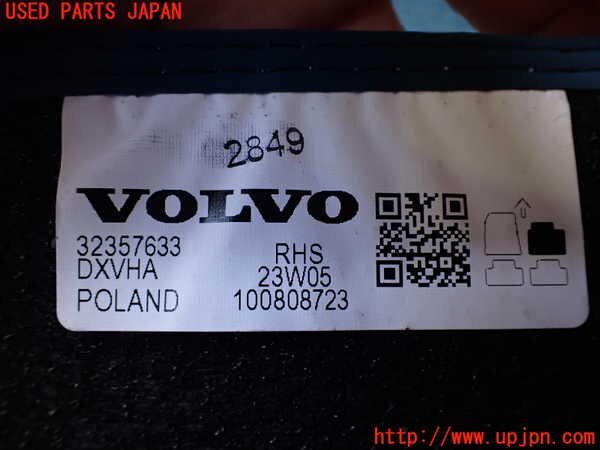 USED PARTS JAPAN
2849
VOLVO
32357633 RHS
DXVHA 23W05
POLAND 100808723
http://www.upjpn.com